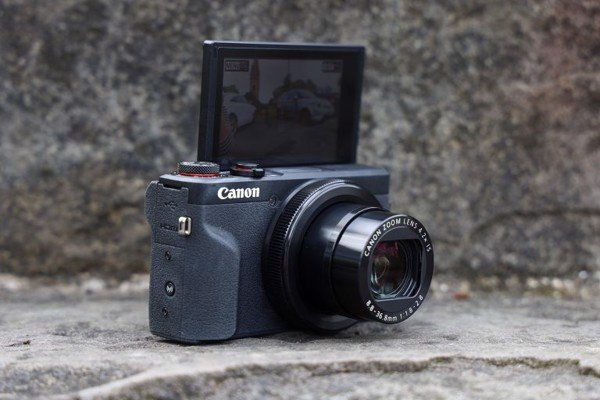 Canon
CANON ZOOM LENS 4.2x IS
8.8-36.8mm 1:1.8-2.8